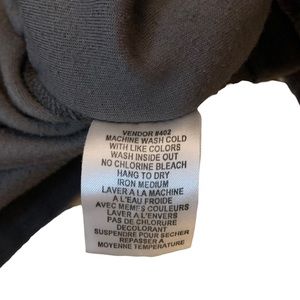 VENDOR #402
MACHINE WASH COLD
WITH LIKE COLORS
WASH INSIDE OUT
NO CHLORINE BLEACH
HANG TO DRY
IRON MEDIUM
LAVER A LA MACHINE
A L'EAU FROIDE
AVEC MEMES COULEURS
LAVER A L'ENVERS
PAS DE CHLORURE
DECOLORANT
SUSPENDRE POUR SECHER
REPASSER A
MOYENNE TEMPERATURE